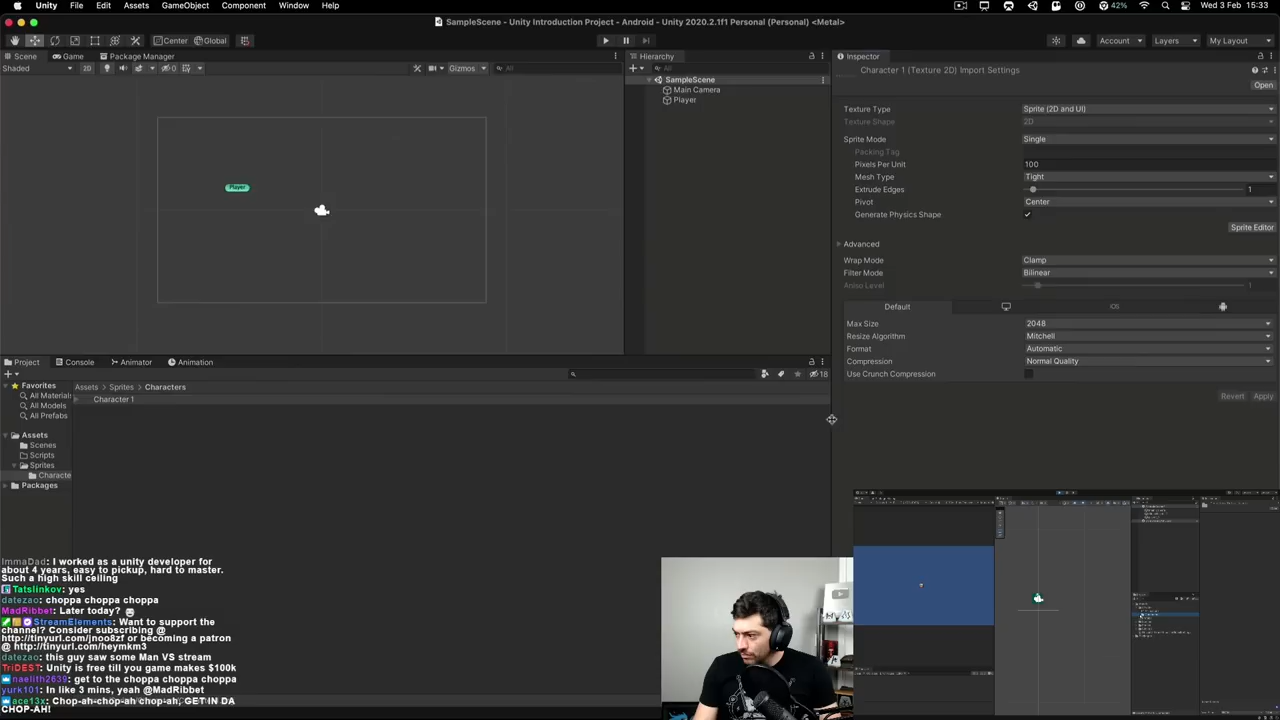 Unity File Edit Assets GameObject Component Window Help
42% Wed 3 Feb 15:33
SampleScene - Unity Introduction Project - Android - Unity 2020.2.1f1 Personal (Personal) <Metal>
Center Global
Account Layers My Layout
Scene Game Package Manager
Shaded 2D 0 Gizmos All
Player
Hierarchy
All
SampleScene
Main Camera
Player
Inspector
Character 1 (Texture 2D) Import Settings
Open
Texture Type Sprite (2D and UI)
Texture Shape 2D
Sprite Mode Single
Packing Tag
Pixels Per Unit 100
Mesh Type Tight
Extrude Edges 1
Pivot Center
Generate Physics Shape
Sprite Editor
Advanced
Wrap Mode Clamp
Filter Mode Bilinear
Aniso Level 1
Default iOS
Max Size 2048
Resize Algorithm Mitchell
Format Automatic
Compression Normal Quality
Use Crunch Compression
Revert Apply
Project Console Animator Animation
18
Favorites
All Materials
All Models
All Prefabs
Assets
Scenes
Scripts
Sprites
Characte
Packages
Assets Sprites Characters
Character 1
ImmaDad: I worked as a unity developer for
about 4 years, easy to pickup, hard to master.
Such a high skill ceiling
Tatslinkov: yes
datezao: choppa choppa choppa
MadRibbet: Later today?
StreamElements: Want to support the
channel? Consider subscribing @
http://tinyurl.com/jnoo8zf or becoming a patron
@ http://tinyurl.com/heymkm3
datezao: this guy saw some Man VS stream
TriDEST: Unity is free till you game makes $100k
naelith2639: get to the choppa choppa
yurk101: In like 3 mins, yeah @MadRibbet
ace13x: Chop-ah-chop-ah-chop-ah, GET IN DA
CHOP-AH!